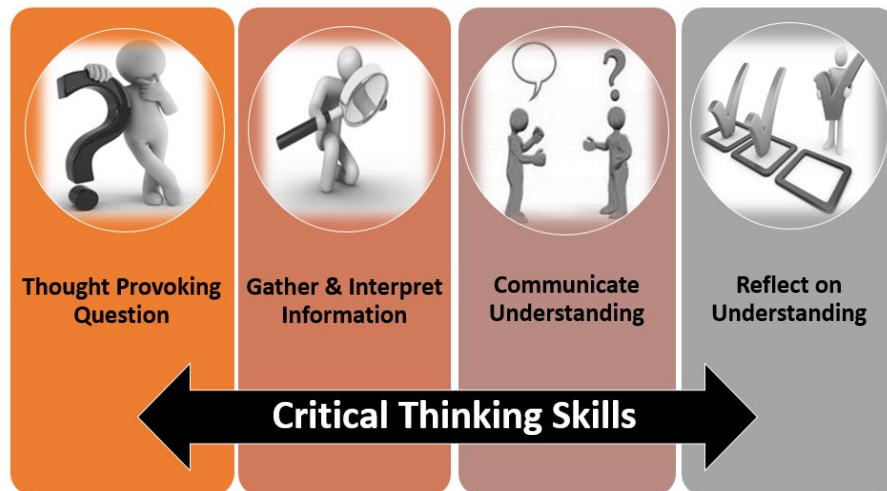 Thought Provoking
Question
Gather & Interpret
Information
Communicate
Understanding
Reflect on
Understanding
Critical Thinking Skills